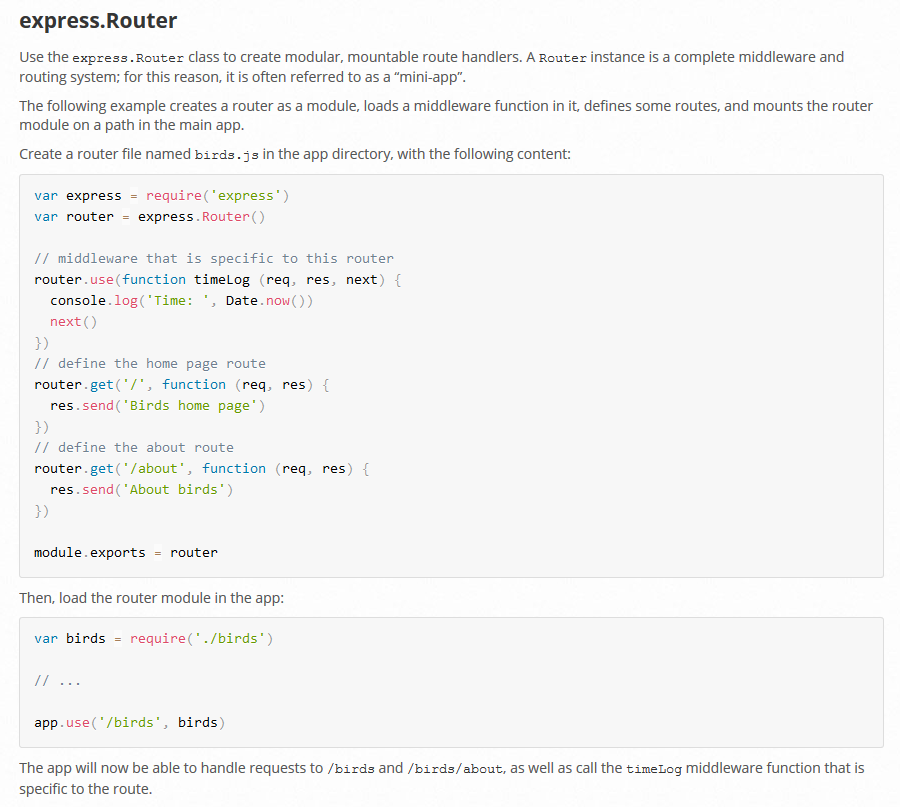 express.Router
Use the express.Router class to create modular, mountable route handlers. A Router instance is a complete middleware and
routing system; for this reason, it is often referred to as a “mini-app”.
The following example creates a router as a module, loads a middleware function in it, defines some routes, and mounts the router
module on a path in the main app.
Create a router file named birds.js in the app directory, with the following content:
var express = require('express')
var router = express.Router()
// middleware that is specific to this router
router.use(function timeLog (req, res, next) {
  console.log('Time: ', Date.now())
  next()
})
// define the home page route
router.get('/', function (req, res) {
  res.send('Birds home page')
})
// define the about route
router.get('/about', function (req, res) {
  res.send('About birds')
})
module.exports = router
Then, load the router module in the app:
var birds = require('./birds')
// ...
app.use('/birds', birds)
The app will now be able to handle requests to /birds and /birds/about, as well as call the timeLog middleware function that is
specific to the route.